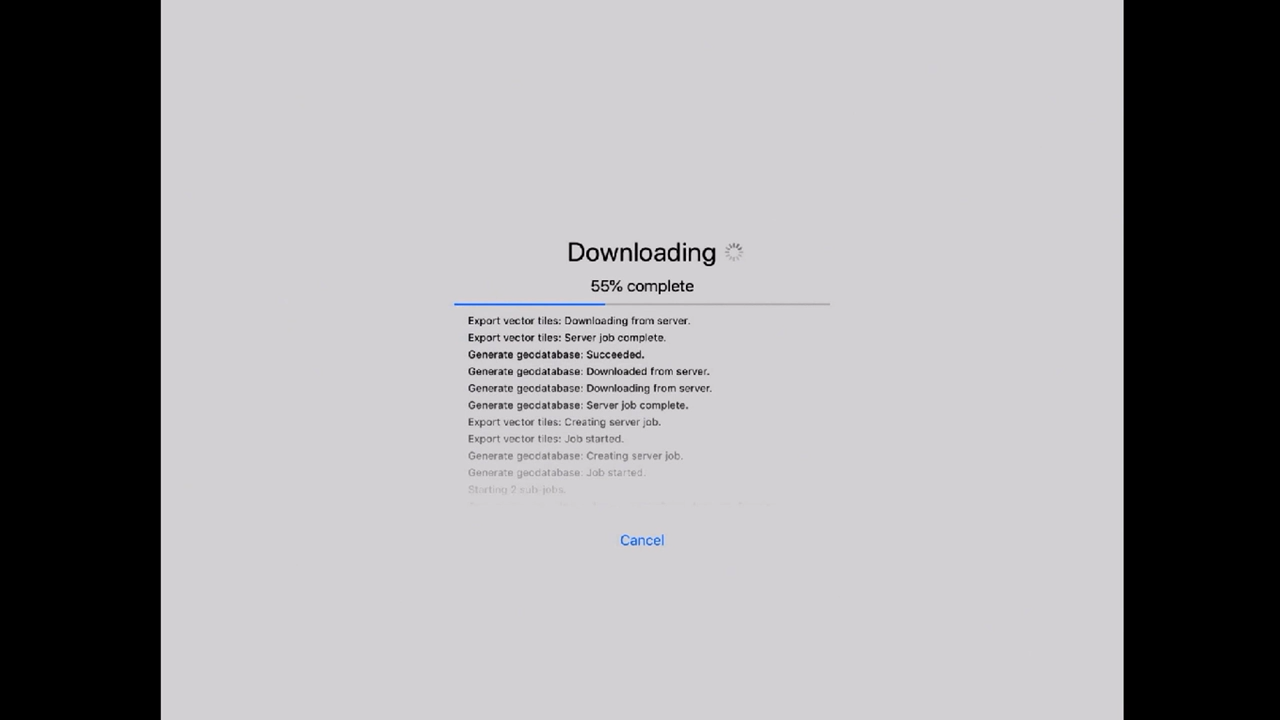 Downloading
55% complete
Export vector tiles: Downloading from server.
Export vector tiles: Server job complete.
Generate geodatabase: Succeeded.
Generate geodatabase: Downloaded from server.
Generate geodatabase: Downloading from server.
Generate geodatabase: Server job complete.
Export vector tiles: Creating server job.
Export vector tiles: Job started.
Generate geodatabase: Creating server job.
Generate geodatabase: Job started.
Starting 2 sub-jobs.
Cancel